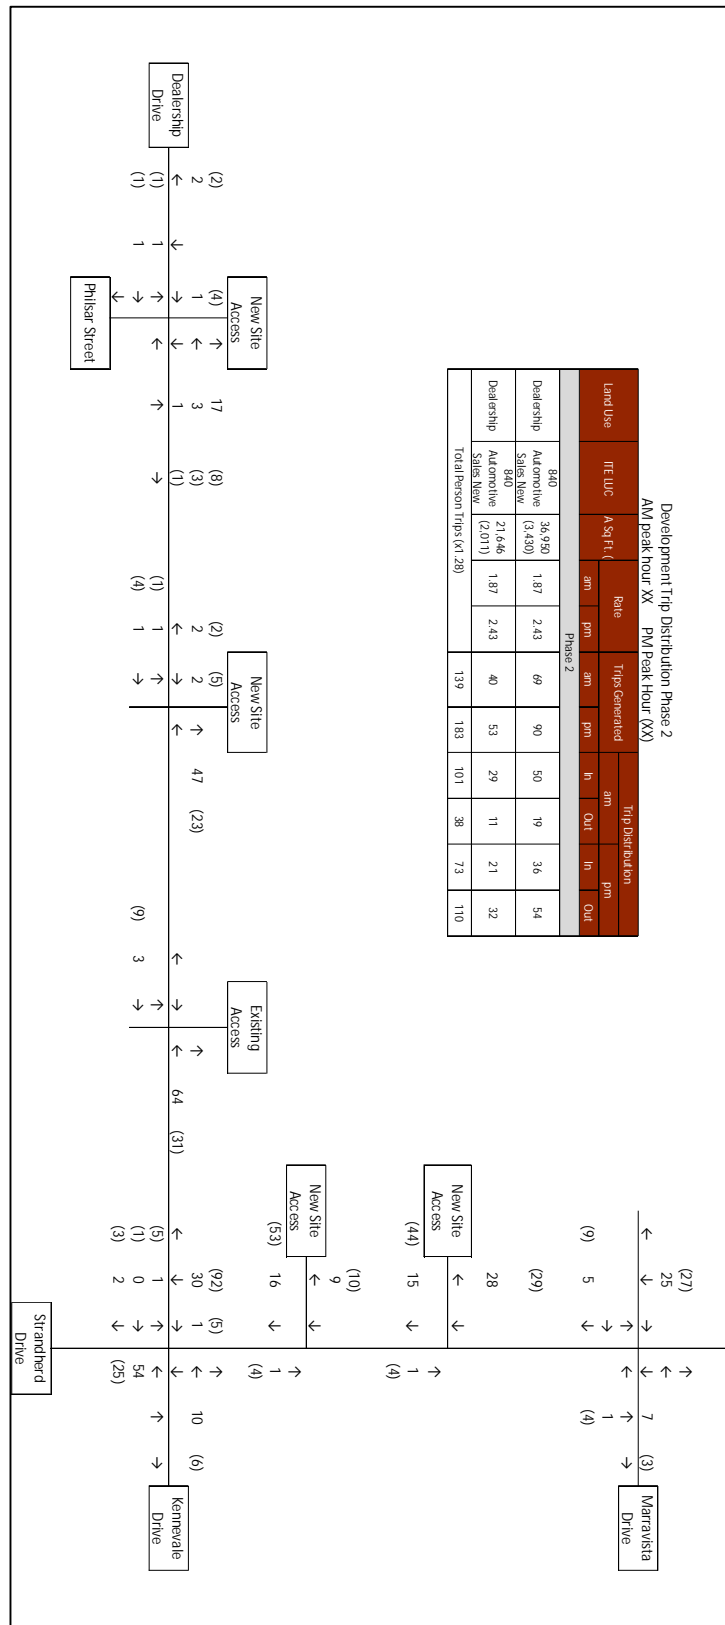 Development Trip Distribution Phase 2
AM peak hour XX PM Peak Hour (XX)
Land Use ITE LUC A Sq Ft. ( Rate Trips Generated Trip Distribution
am pm
am pm am pm In Out In Out
Phase 2
Dealership 840 Automotive Sales New 36,950 (3,430) 1.87 2.43 69 90 50 19 36 54
Dealership 840 Automotive Sales New 21,646 (2,011) 1.87 2.43 40 53 29 11 21 32
Total Person Trips (x1.28) 139 183 101 38 73 110
(27)
25
7 (3)
Marravista
Drive
1
(9) 5 (4)
(29)
28
New Site
Access
(44) 15 1
(4)
(10)
9
New Site
Access
(53) 16 1
(4)
Dealership
Drive
(2)
2
(1)
(1)
1
1
New Site
Access
(4)
1
Philsar Street
17 (8)
3 (3)
1 (1)
(2)
2
(1) 1
(4) 1
New Site
Access
(5)
2
47 (23)
(9) 3
Existing
Access
64 (31)
(92)
30
(5)
1
(5) 1
(1) 0
(3) 2
10 (6)
54
(25)
Kennevale
Drive
Strandherd
Drive